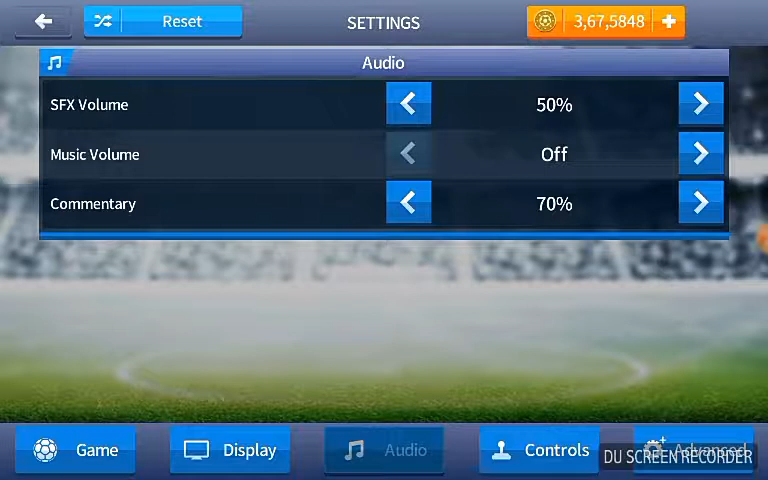 Reset
SETTINGS
3,67,5848
Audio
SFX Volume
50%
Music Volume
Off
Commentary
70%
Game
Display
Audio
Controls
Advanced
DU SCREEN RECORDER